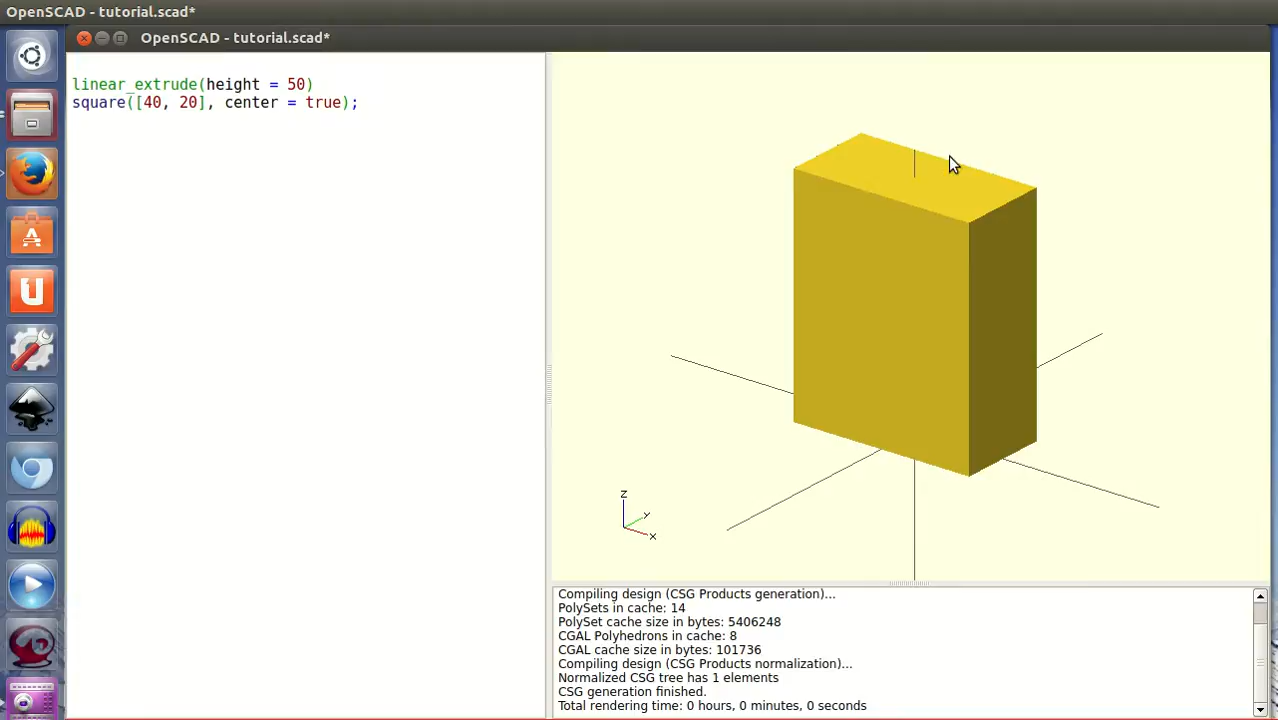 OpenSCAD - tutorial.scad*
OpenSCAD - tutorial.scad*
linear_extrude(height = 50)
square([40, 20], center = true);
Z
Y
X
Compiling design (CSG Products generation)...
PolySets in cache: 14
PolySet cache size in bytes: 5406248
CGAL Polyhedrons in cache: 8
CGAL cache size in bytes: 101736
Compiling design (CSG Products normalization)...
Normalized CSG tree has 1 elements
CSG generation finished.
Total rendering time: 0 hours, 0 minutes, 0 seconds